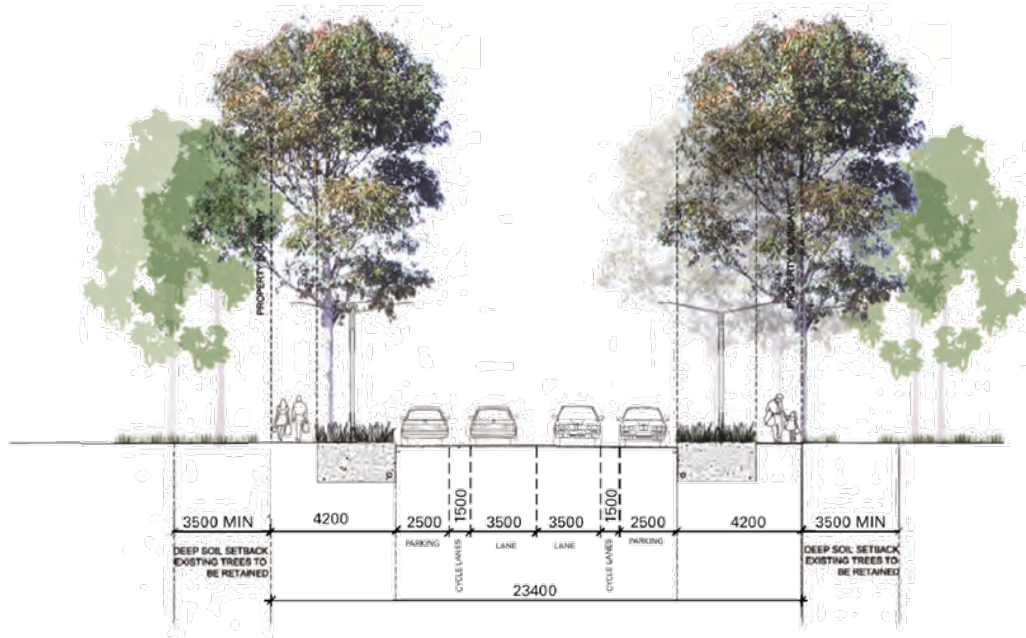 PROPERTY BOUNDARY
PROPERTY BOUNDARY
3500 MIN
4200
2500
1500
3500
3500
1500
2500
4200
3500 MIN
PARKING
CYCLE LANES
LANE
LANE
CYCLE LANES
PARKING
DEEP SOIL SETBACK
EXISTING TREES TO
BE RETAINED
DEEP SOIL SETBACK
EXISTING TREES TO
BE RETAINED
23400